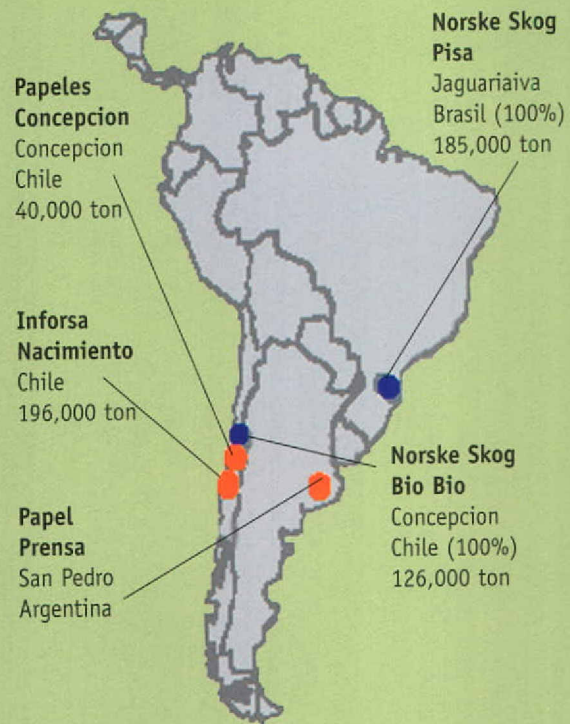 Norske Skog
Pisa
Jaguariaiva
Brasil (100%)
185,000 ton
Papeles
Concepcion
Concepcion
Chile
40,000 ton
Inforsa
Nacimiento
Chile
196,000 ton
Norske Skog
Bio Bio
Concepcion
Chile (100%)
126,000 ton
Papel
Prensa
San Pedro
Argentina